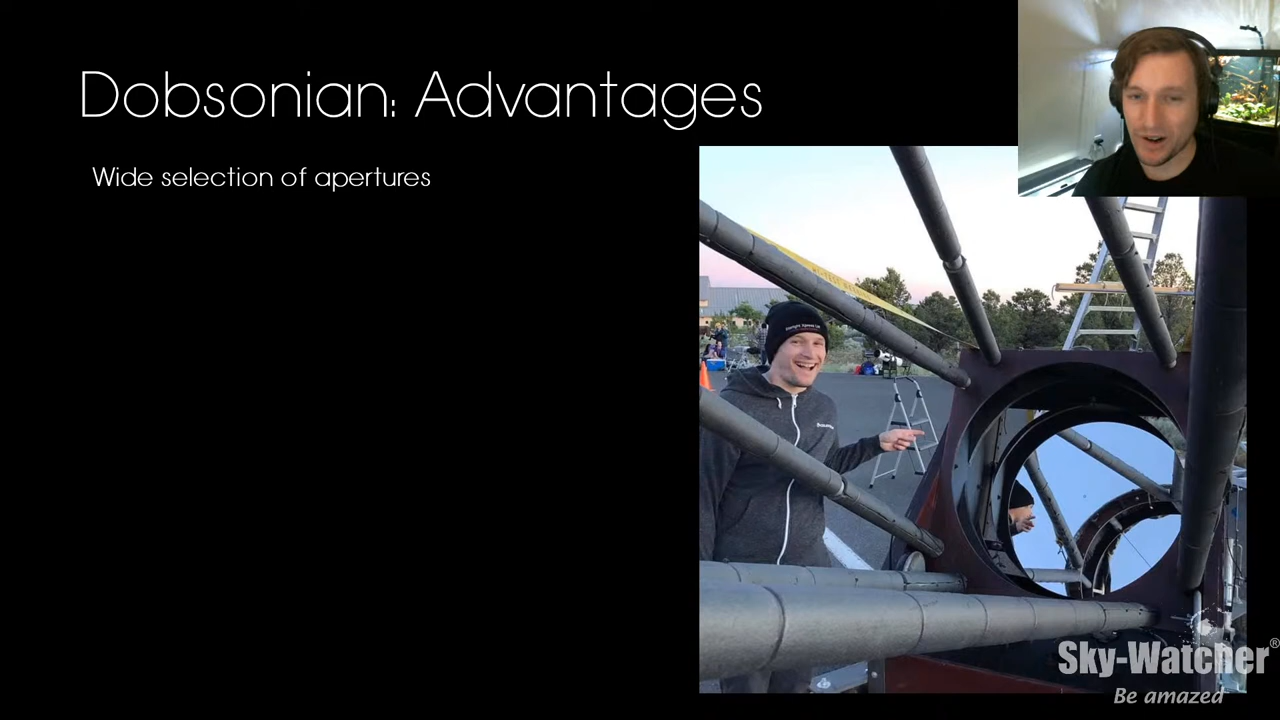 Dobsonian: Advantages
Wide selection of apertures
Sky-Watcher®
Be amazed